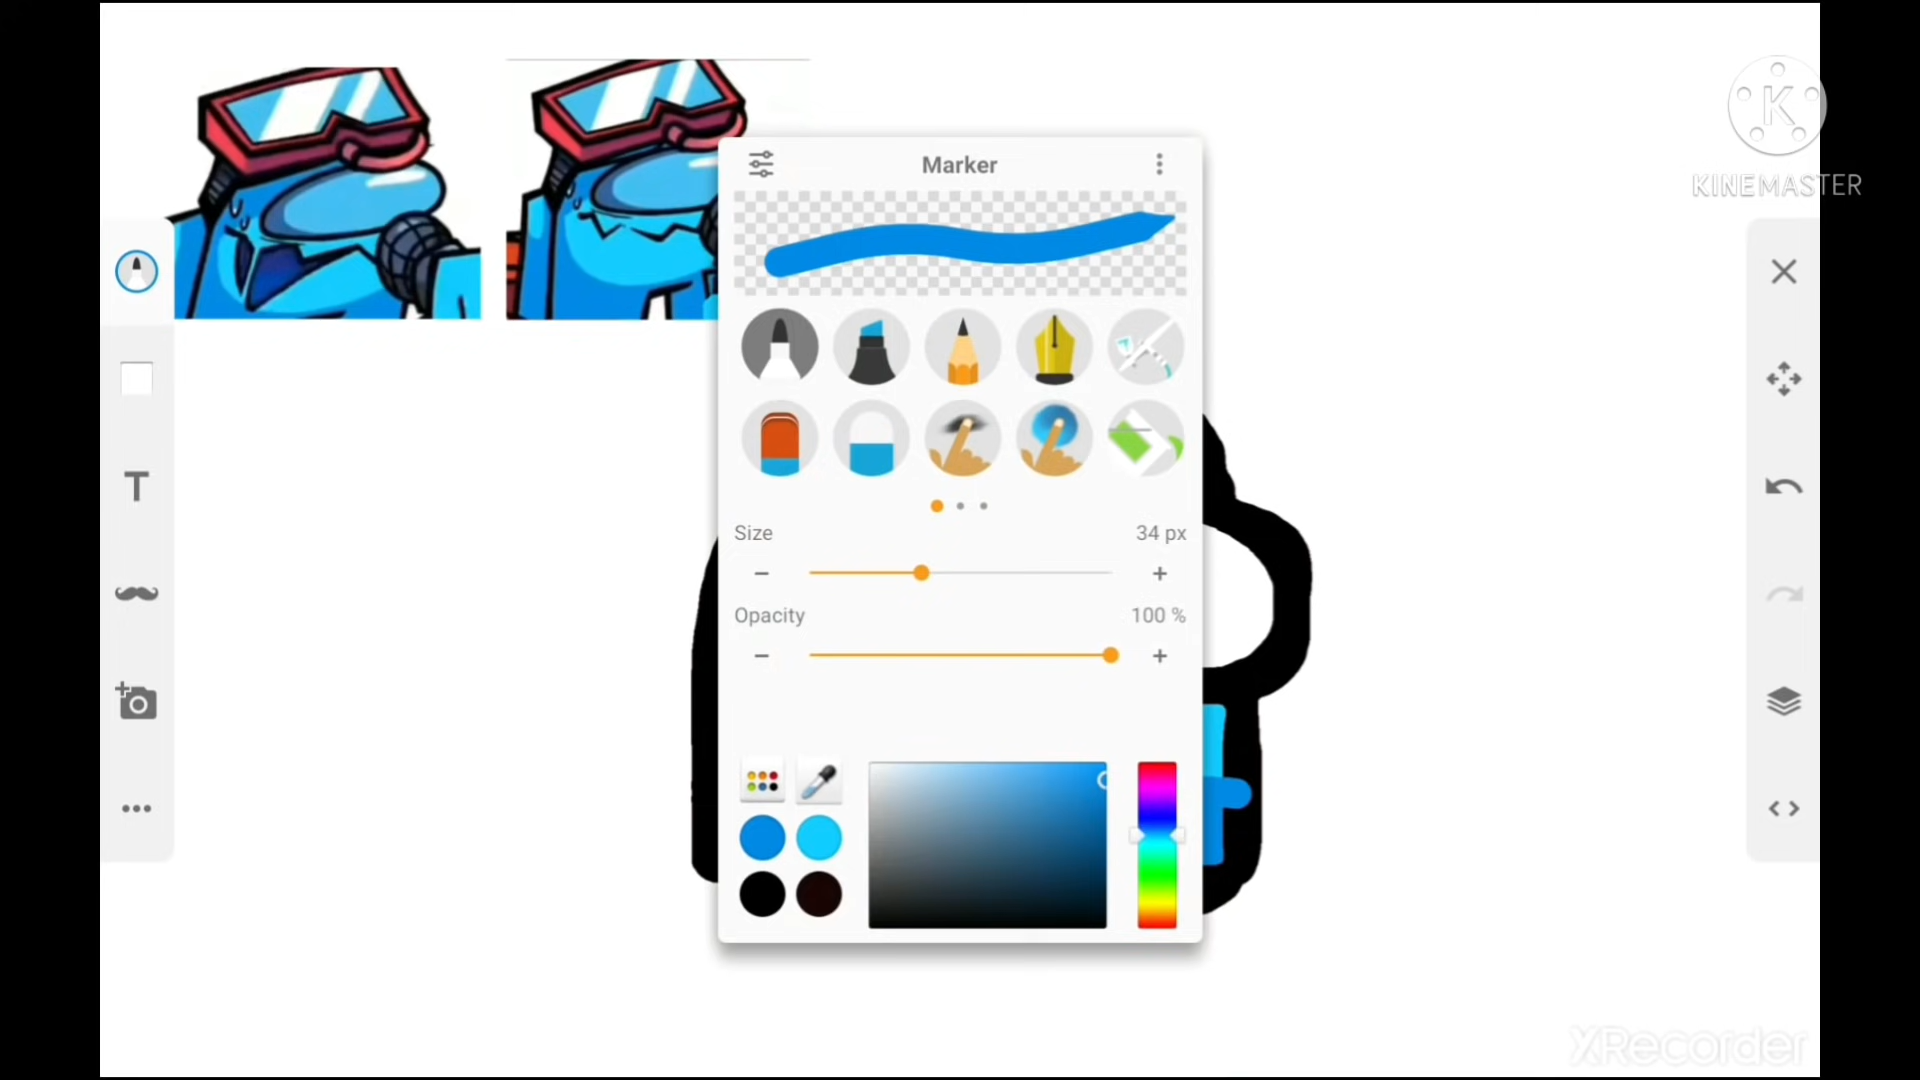 Marker
K
KINEMASTER
T
Size
34 px
Opacity
100 %
XRecorder